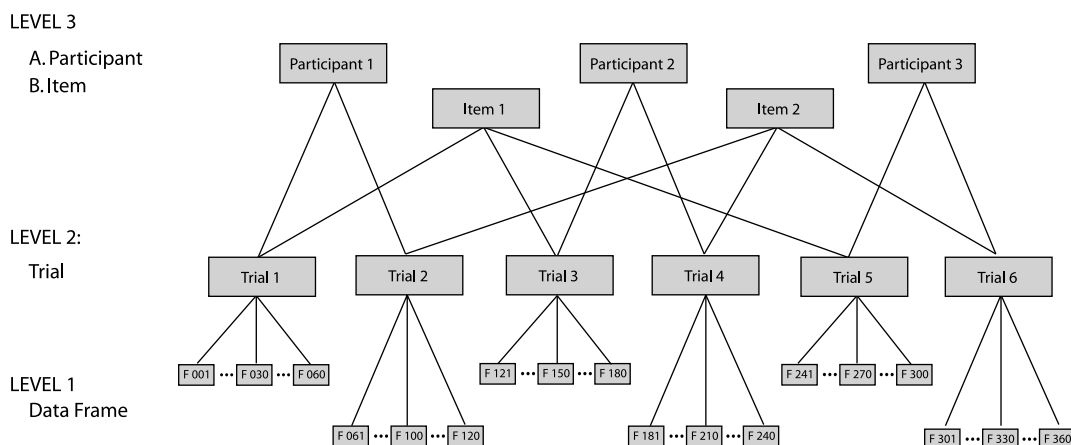 LEVEL 3
A. Participant
B. Item
Participant 1
Participant 2
Participant 3
Item 1
Item 2
LEVEL 2:
Trial
Trial 1
Trial 2
Trial 3
Trial 4
Trial 5
Trial 6
LEVEL 1
Data Frame
F 001 ••• F 030 ••• F 060
F 121 ••• F 150 ••• F 180
F 241 ••• F 270 ••• F 300
F 061 ••• F 100 ••• F 120
F 181 ••• F 210 ••• F 240
F 301 ••• F 330 ••• F 360